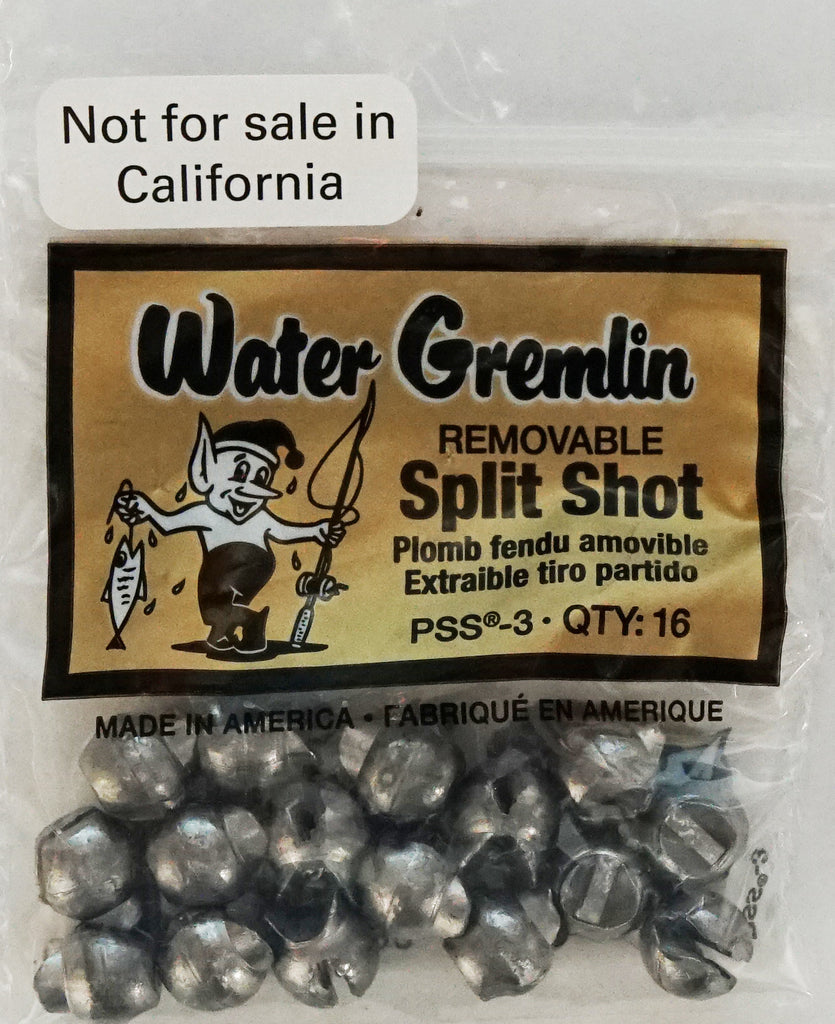 Not for sale in
California
Water Gremlin
REMOVABLE
Split Shot
Plomb fendu amovible
Extraible tiro partido
PSS®-3 · QTY: 16
MADE IN AMERICA • FABRIQUÉ EN AMERIQUE